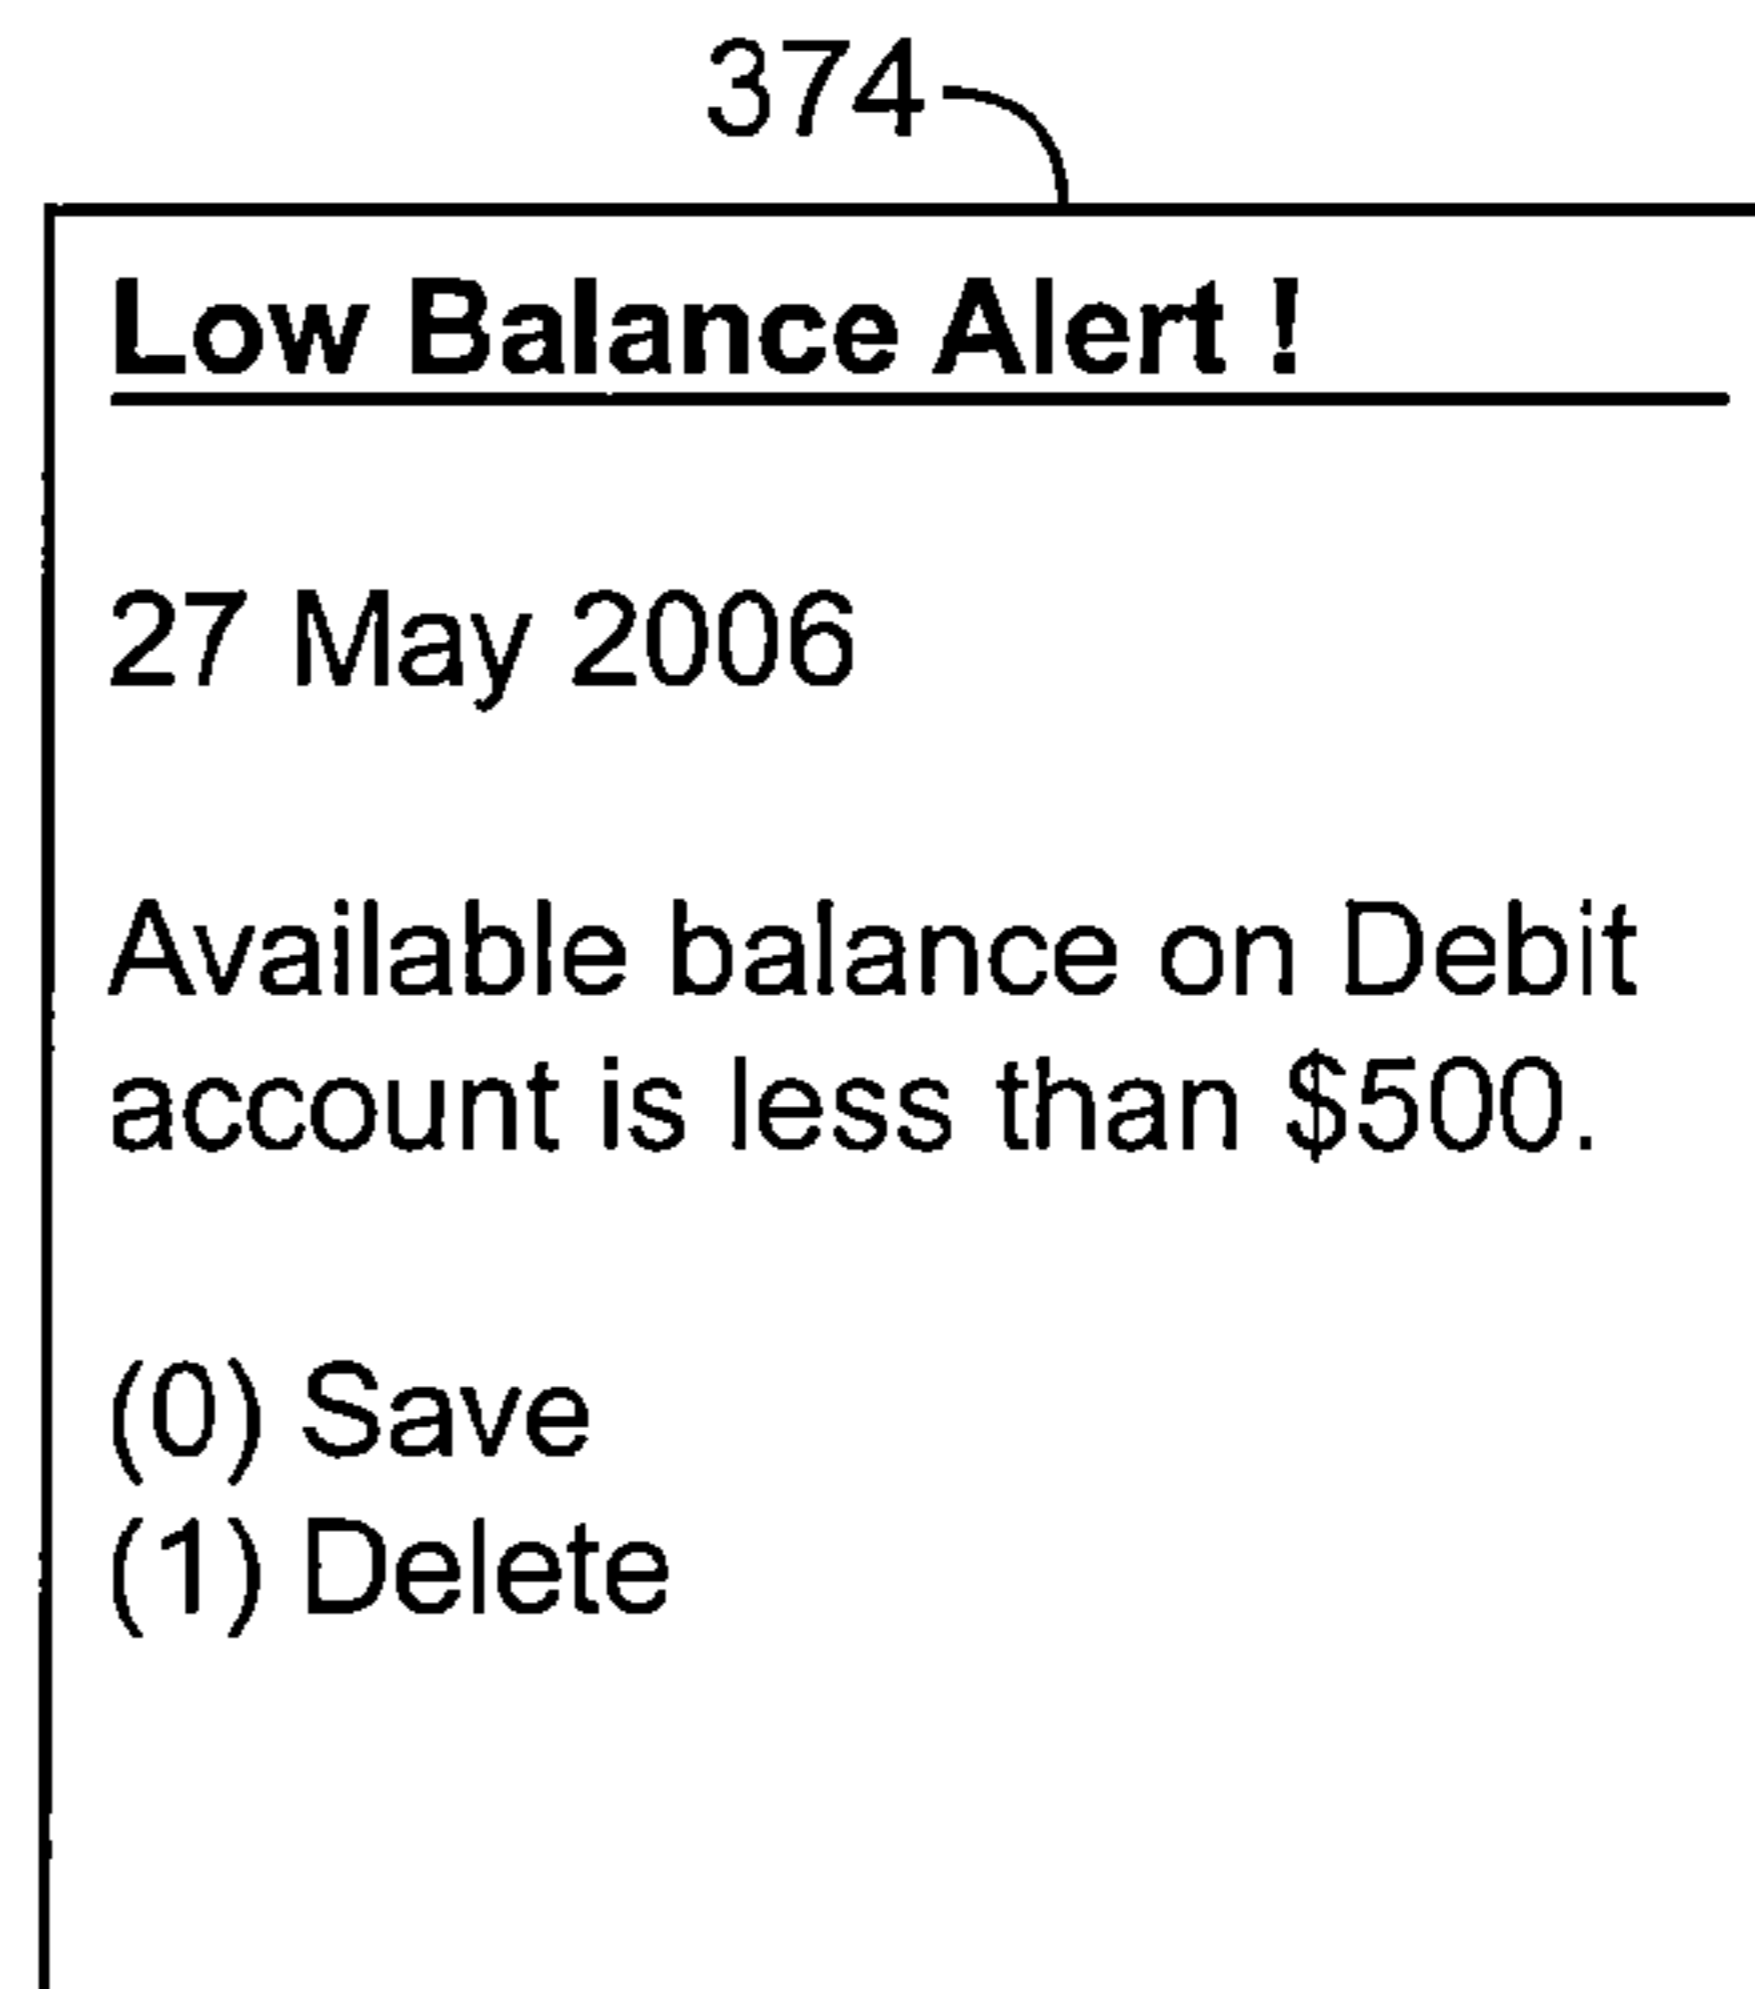 374
Low Balance Alert !
27 May 2006
Available balance on Debit
account is less than $500.
(0) Save
(1) Delete